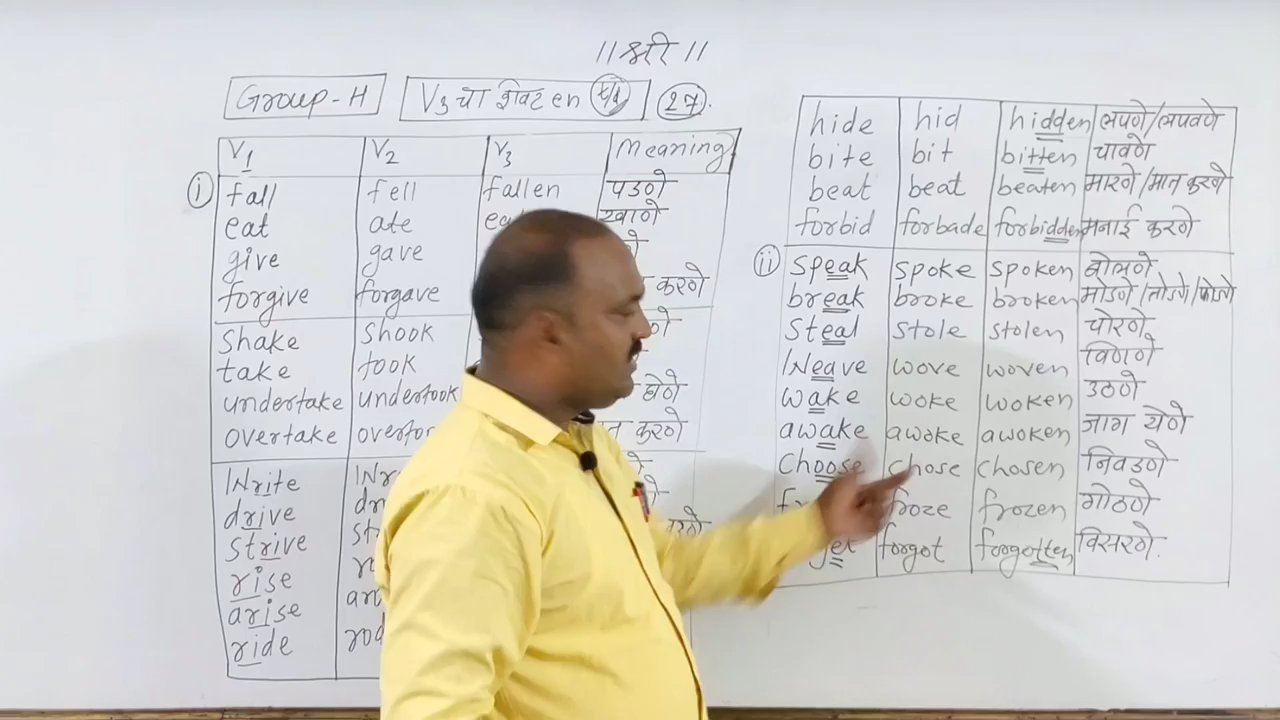 ||श्री||
Group-H V3 चा शेवट en 27.
V1 V2 V3 Meaning
i fall fell fallen पडणे
eat ate खाणे
give gave
forgive forgave करणे
shake shook
take took
undertake undertook होणे
overtake करणे
Write
drive
strive
rise
arise
ride
hide hid hidden लपणे/लपवणे
bite bit bitten चावणे
beat beat beaten मारणे/मात करणे
forbid forbade forbidden मनाई करणे
ii speak spoke spoken बोलणे
break broke broken मोडणे/तोडणे/फोडणे
steal stole stolen चोरणे
Weave wove woven विणणे
wake woke woken उठणे
awake awoke awoken जाग येणे
Choose chose chosen निवडणे
froze frozen गोठणे
forgot forgotten विसरणे.